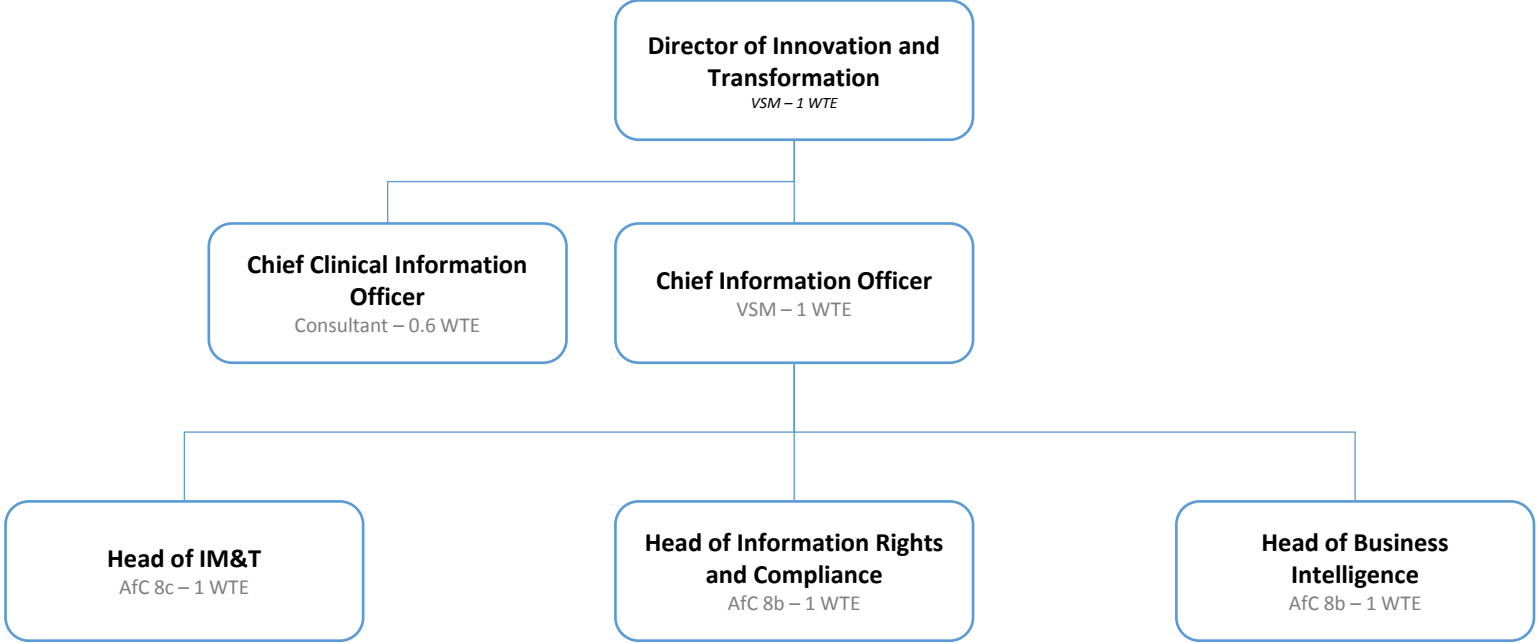 Director of Innovation and
Transformation
VSM – 1 WTE
Chief Clinical Information
Officer
Consultant – 0.6 WTE
Chief Information Officer
VSM – 1 WTE
Head of IM&T
AfC 8c – 1 WTE
Head of Information Rights
and Compliance
AfC 8b – 1 WTE
Head of Business
Intelligence
AfC 8b – 1 WTE